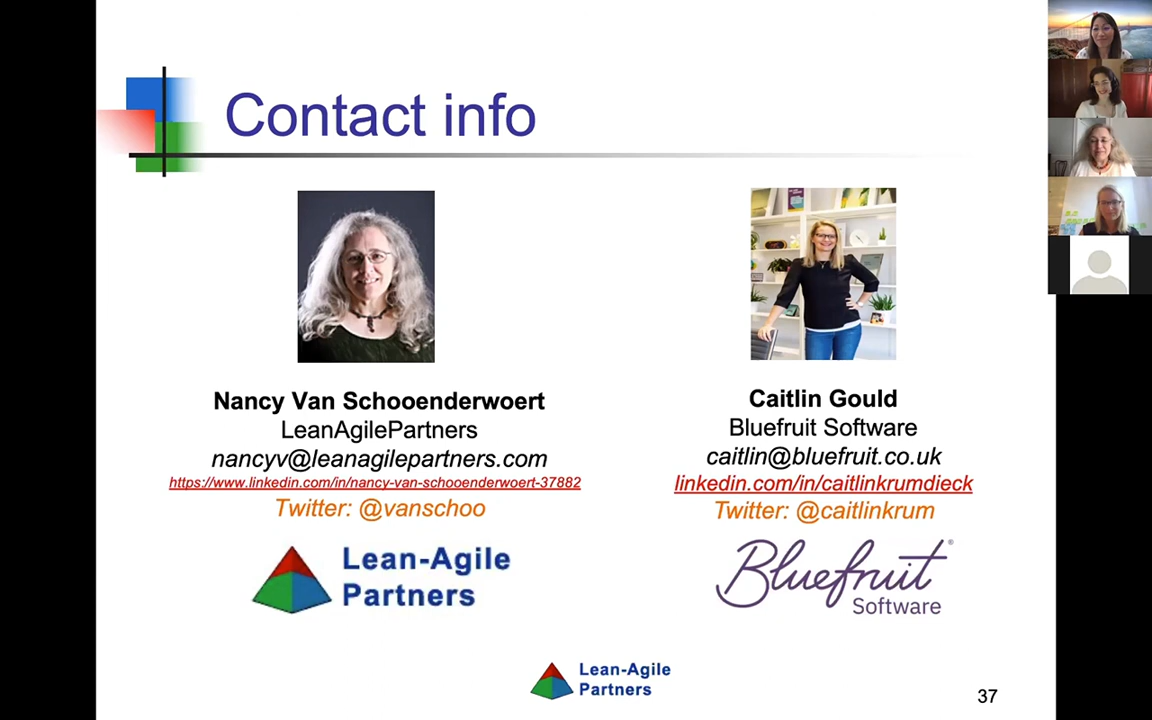 Contact info
Nancy Van Schooenderwoert
LeanAgilePartners
nancyv@leanagilepartners.com
https://www.linkedin.com/in/nancy-van-schooenderwoert-37882
Twitter: @vanschoo
Lean-Agile
Partners
Caitlin Gould
Bluefruit Software
caitlin@bluefruit.co.uk
linkedin.com/in/caitlinkrumdieck
Twitter: @caitlinkrum
Bluefruit®
Software
Lean-Agile
Partners
37